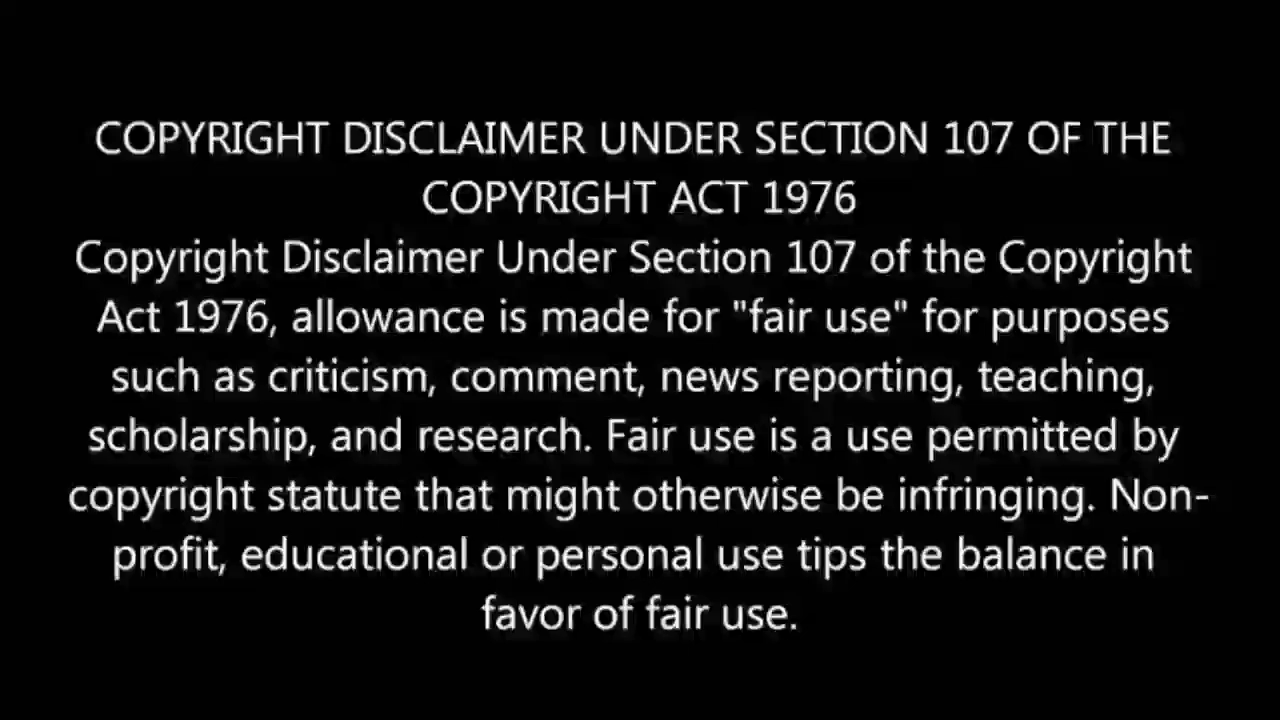 COPYRIGHT DISCLAIMER UNDER SECTION 107 OF THE
COPYRIGHT ACT 1976
Copyright Disclaimer Under Section 107 of the Copyright
Act 1976, allowance is made for "fair use" for purposes
such as criticism, comment, news reporting, teaching,
scholarship, and research. Fair use is a use permitted by
copyright statute that might otherwise be infringing. Non-
profit, educational or personal use tips the balance in
favor of fair use.